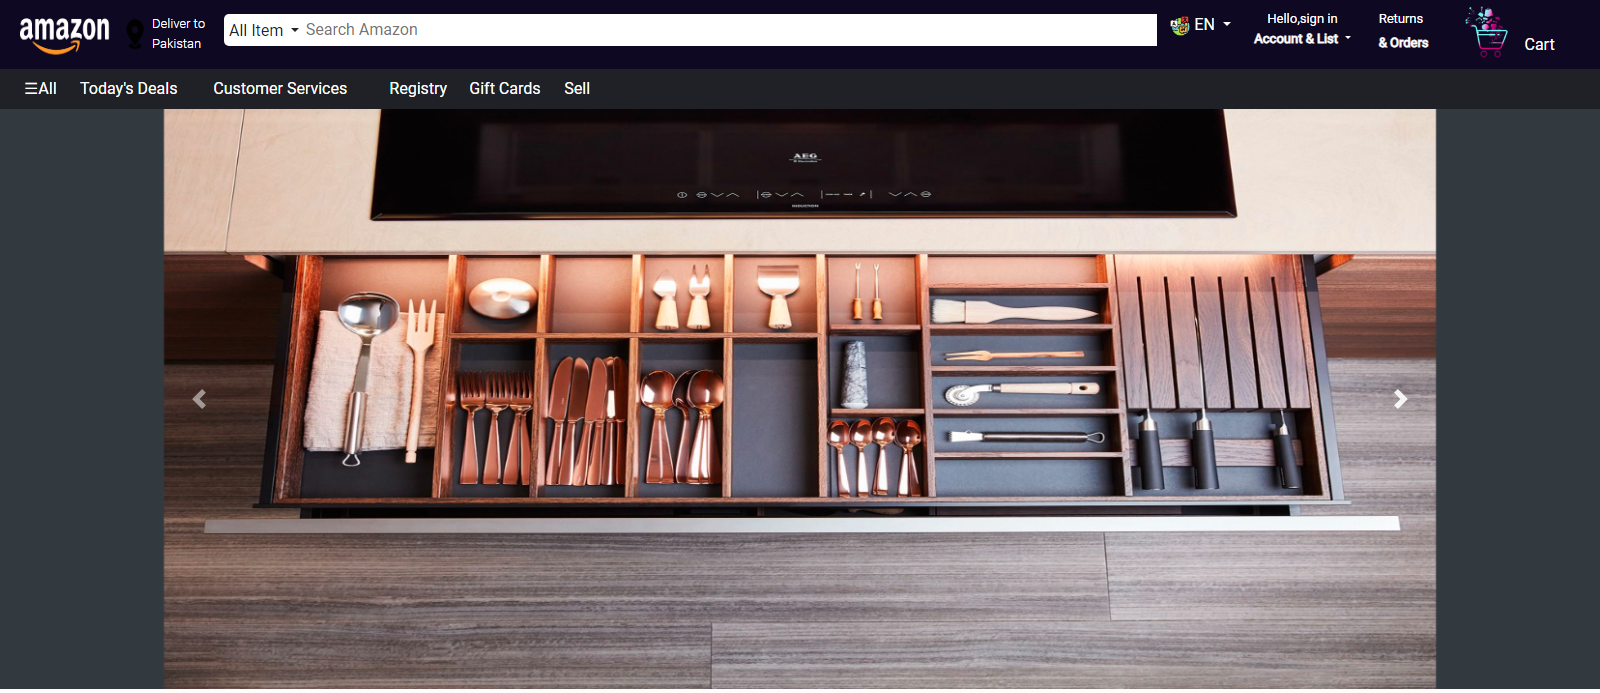 amazon
Deliver to
Pakistan
All Item
Search Amazon
EN
Hello,sign in
Account & List
Returns
& Orders
Cart
☰All
Today's Deals
Customer Services
Registry
Gift Cards
Sell
AEG
INDUCTION